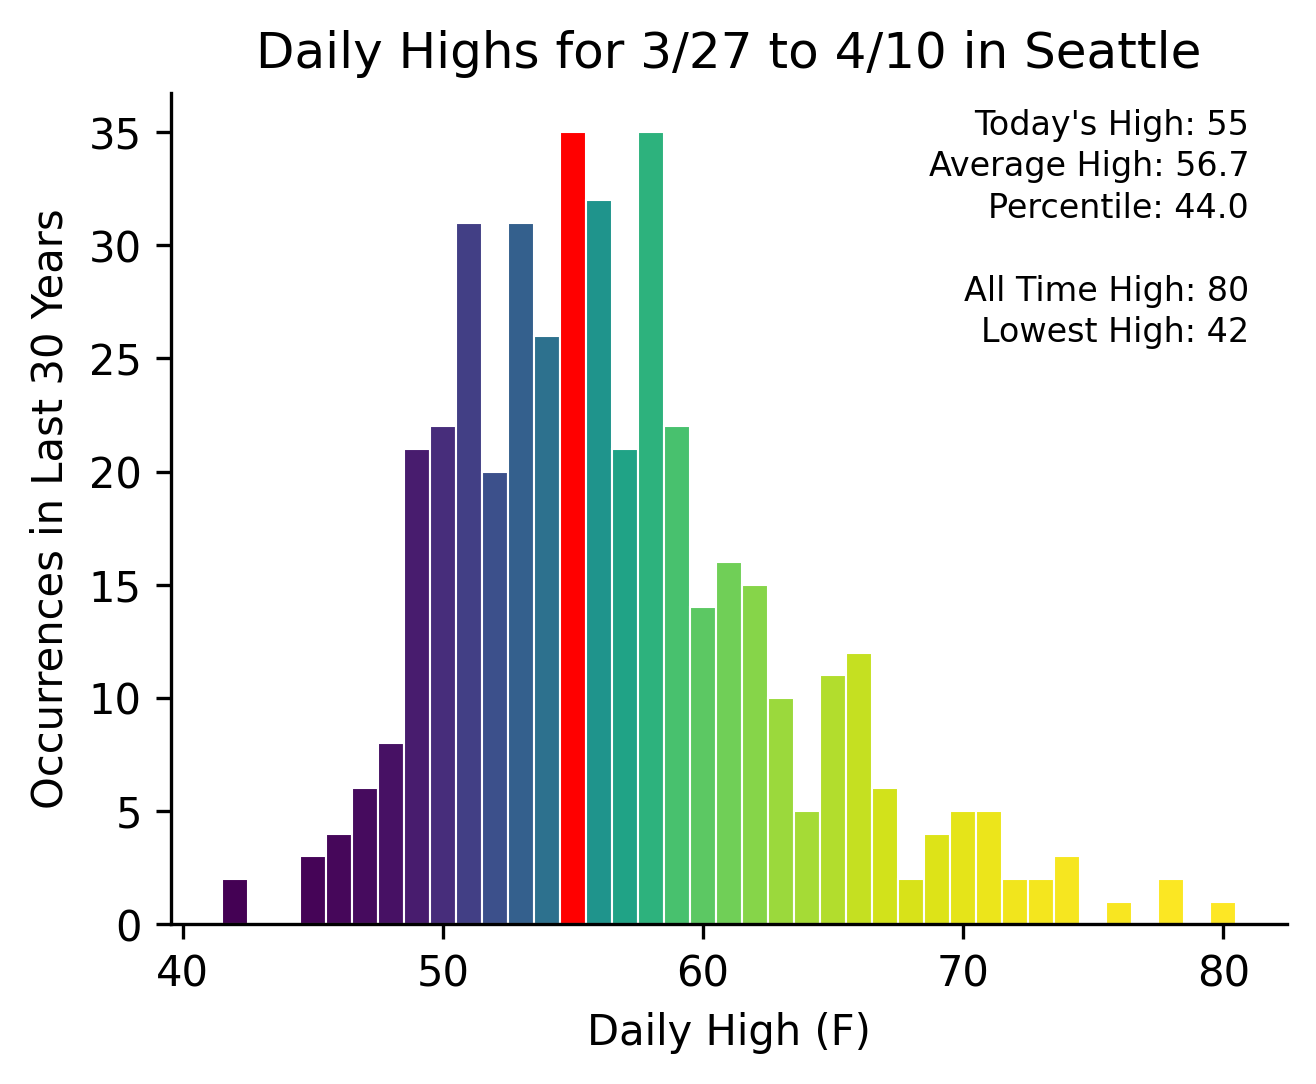 Daily Highs for 3/27 to 4/10 in Seattle
Today's High: 55
Average High: 56.7
Percentile: 44.0
All Time High: 80
Lowest High: 42
Occurrences in Last 30 Years
35
30
25
20
15
10
5
0
40 50 60 70 80
Daily High (F)